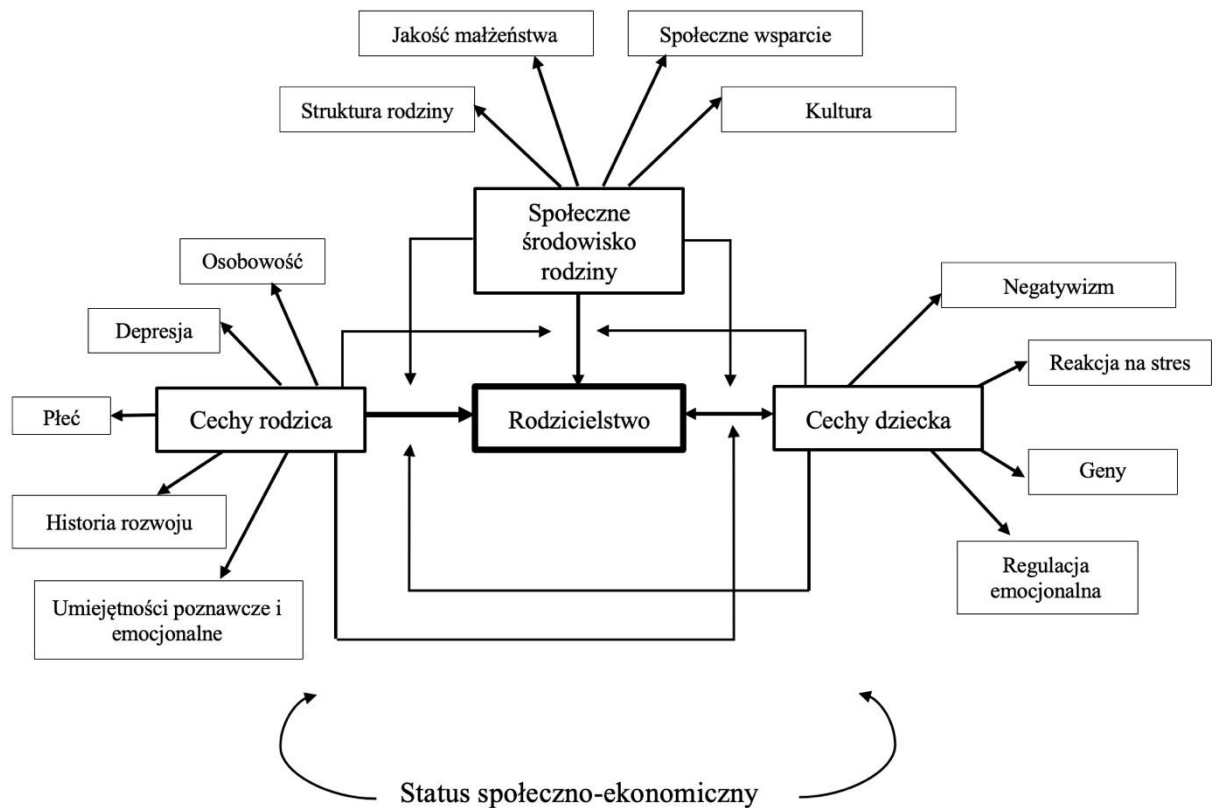 Jakość małżeństwa
Społeczne wsparcie
Struktura rodziny
Kultura
Społeczne
środowisko
rodziny
Osobowość
Negatywizm
Depresja
Reakcja na stres
Płeć
Cechy rodzica
Rodzicielstwo
Cechy dziecka
Geny
Historia rozwoju
Regulacja
emocjonalna
Umiejętności poznawcze i
emocjonalne
Status społeczno-ekonomiczny